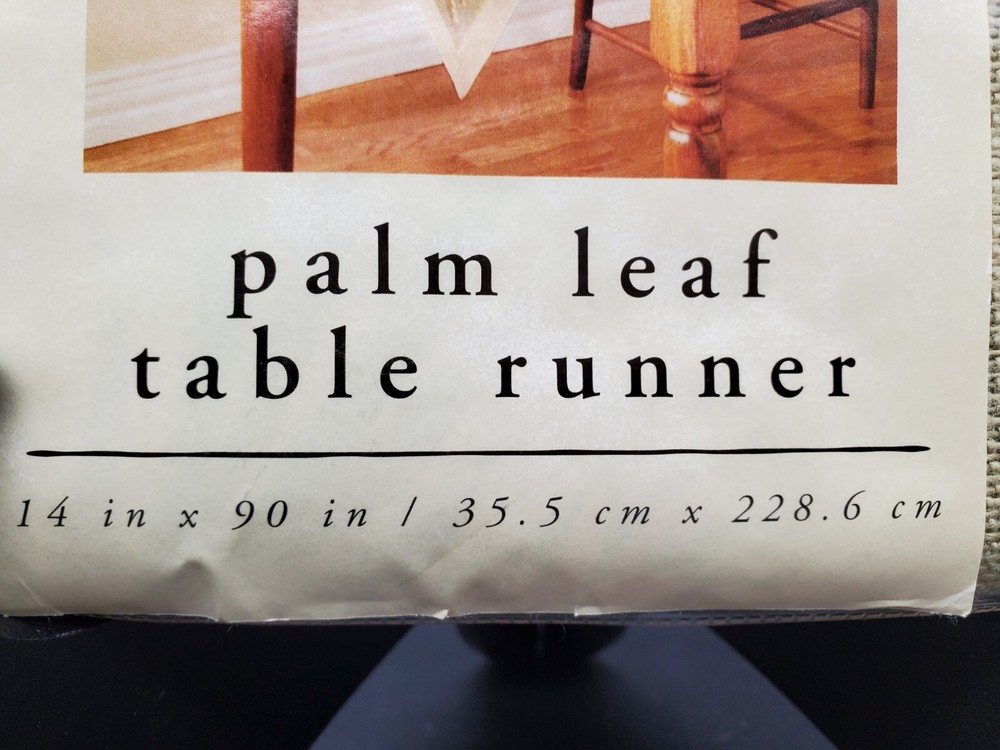 palm leaf
table runner
14 in x 90 in / 35.5 cm x 228.6 cm